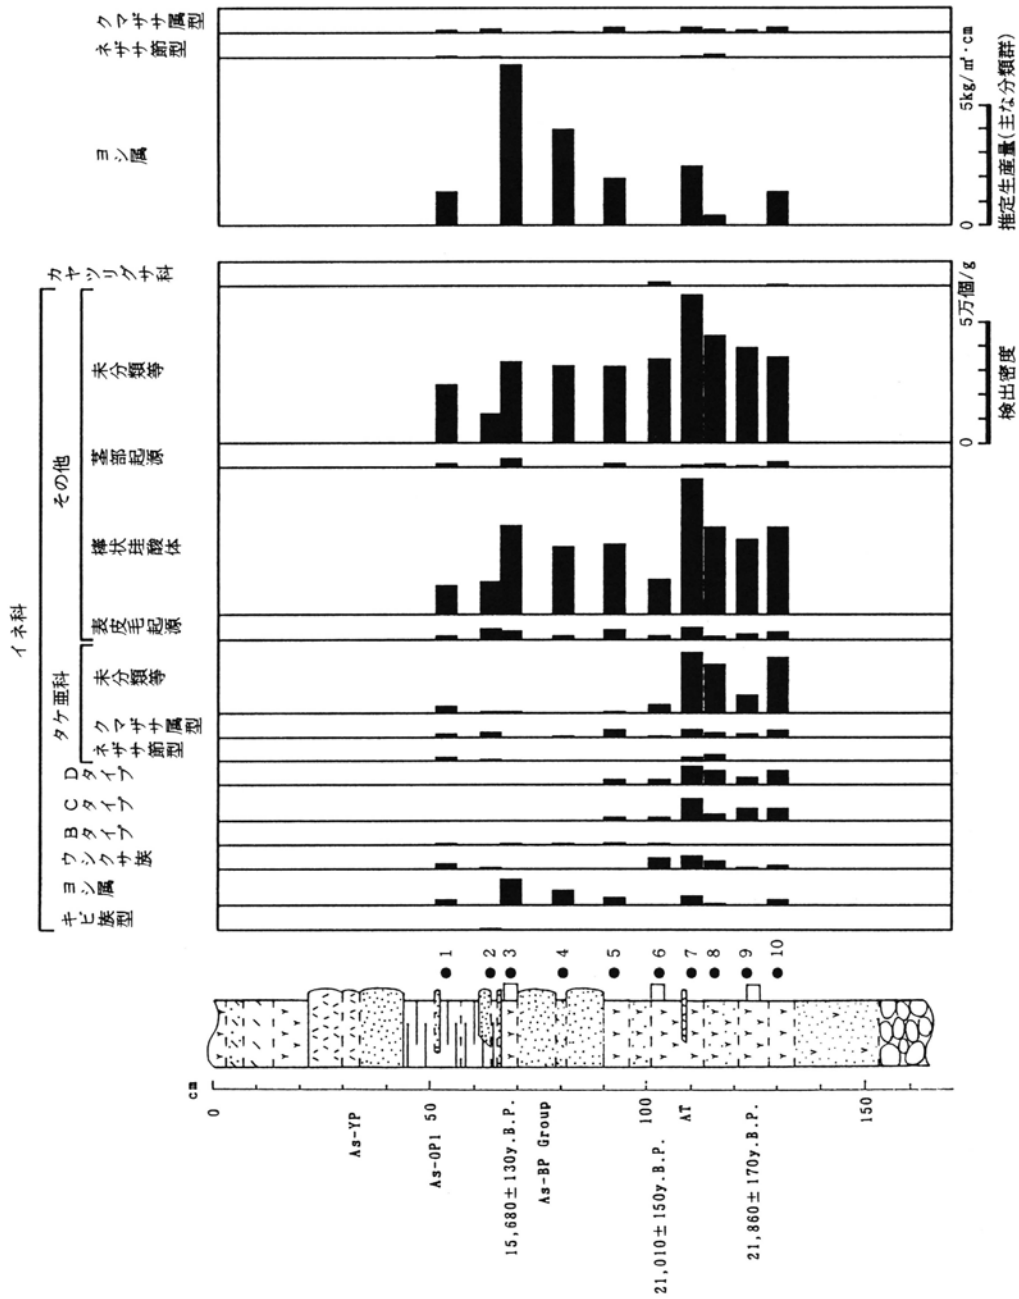 cm
0
50
100
150
As-YP
As-OP1
15,680±130y.B.P.
As-BP Group
21,010±150y.B.P.
AT
21,860±170y.B.P.
1
2
3
4
5
6
7
8
9
10
イネ科
キビ族型
ヨシ属
ウシクサ族
Bタイプ
Cタイプ
Dタイプ
タケ亜科
ネザサ節型
クマザサ属型
未分類等
その他
表皮毛起源
棒状珪酸体
茎部起源
未分類等
カヤツリグサ科
0
5万個/g
検出密度
ヨシ属
ネザサ節型
クマザサ属型
0
5kg/㎡·cm
推定生産量(主な分類群)